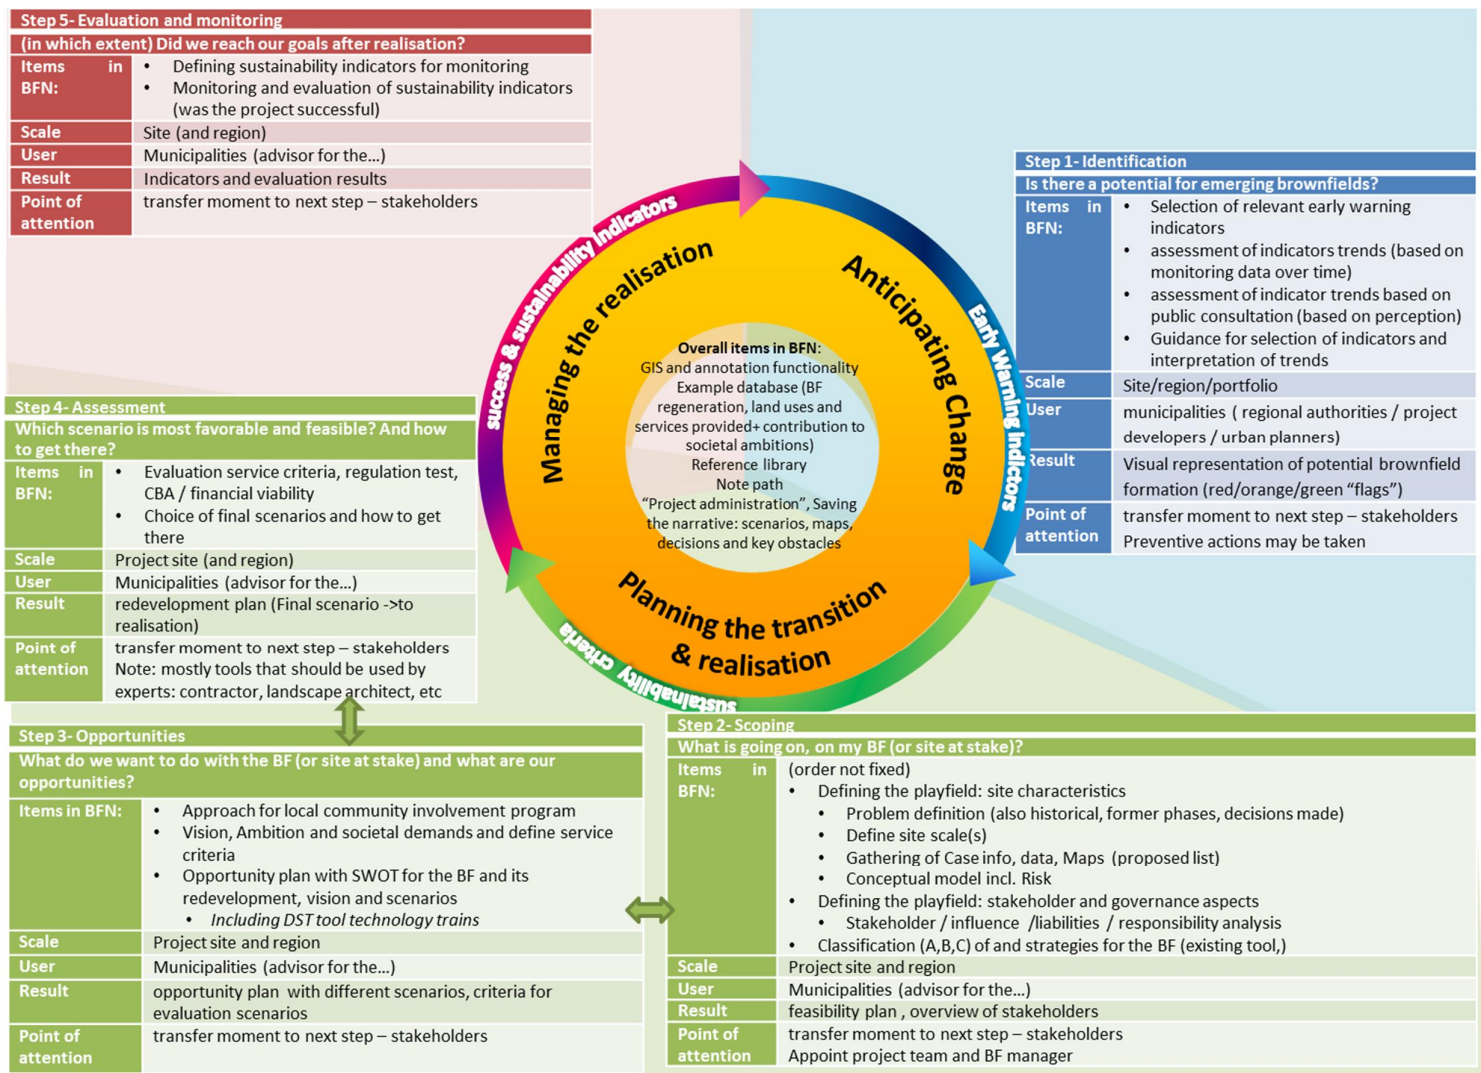 Step 5- Evaluation and monitoring
(in which extent) Did we reach our goals after realisation?
Items in BFN:
• Defining sustainability indicators for monitoring
• Monitoring and evaluation of sustainability indicators
(was the project successful)
Scale Site (and region)
User Municipalities (advisor for the...)
Result Indicators and evaluation results
Point of attention
transfer moment to next step – stakeholders
Step 1- Identification
Is there a potential for emerging brownfields?
Items in BFN:
• Selection of relevant early warning
indicators
• assessment of indicators trends (based on
monitoring data over time)
• assessment of indicator trends based on
public consultation (based on perception)
• Guidance for selection of indicators and
interpretation of trends
Scale Site/region/portfolio
User municipalities ( regional authorities / project
developers / urban planners)
Result Visual representation of potential brownfield
formation (red/orange/green “flags”)
Point of attention
transfer moment to next step – stakeholders
Preventive actions may be taken
success & sustainability indicators
Managing the realisation
Anticipating Change
Early Warning indictors
Overall items in BFN:
GIS and annotation functionality
Example database (BF
regeneration, land uses and
services provided+ contribution to
societal ambitions)
Reference library
Note path
“Project administration”, Saving
the narrative: scenarios, maps,
decisions and key obstacles
Planning the transition
& realisation
sustainability criteria
Step 4- Assessment
Which scenario is most favorable and feasible? And how
to get there?
Items in BFN:
• Evaluation service criteria, regulation test,
CBA / financial viability
• Choice of final scenarios and how to get
there
Scale Project site (and region)
User Municipalities (advisor for the...)
Result redevelopment plan (Final scenario ->to
realisation)
Point of attention
transfer moment to next step – stakeholders
Note: mostly tools that should be used by
experts: contractor, landscape architect, etc
Step 3- Opportunities
What do we want to do with the BF (or site at stake) and what are our
opportunities?
Items in BFN:
• Approach for local community involvement program
• Vision, Ambition and societal demands and define service
criteria
• Opportunity plan with SWOT for the BF and its
redevelopment, vision and scenarios
• Including DST tool technology trains
Scale Project site and region
User Municipalities (advisor for the...)
Result opportunity plan with different scenarios, criteria for
evaluation scenarios
Point of attention
transfer moment to next step – stakeholders
Step 2- Scoping
What is going on, on my BF (or site at stake)?
Items in BFN:
(order not fixed)
• Defining the playfield: site characteristics
• Problem definition (also historical, former phases, decisions made)
• Define site scale(s)
• Gathering of Case info, data, Maps (proposed list)
• Conceptual model incl. Risk
• Defining the playfield: stakeholder and governance aspects
• Stakeholder / influence /liabilities / responsibility analysis
• Classification (A,B,C) of and strategies for the BF (existing tool,)
Scale Project site and region
User Municipalities (advisor for the...)
Result feasibility plan , overview of stakeholders
Point of attention
transfer moment to next step – stakeholders
Appoint project team and BF manager